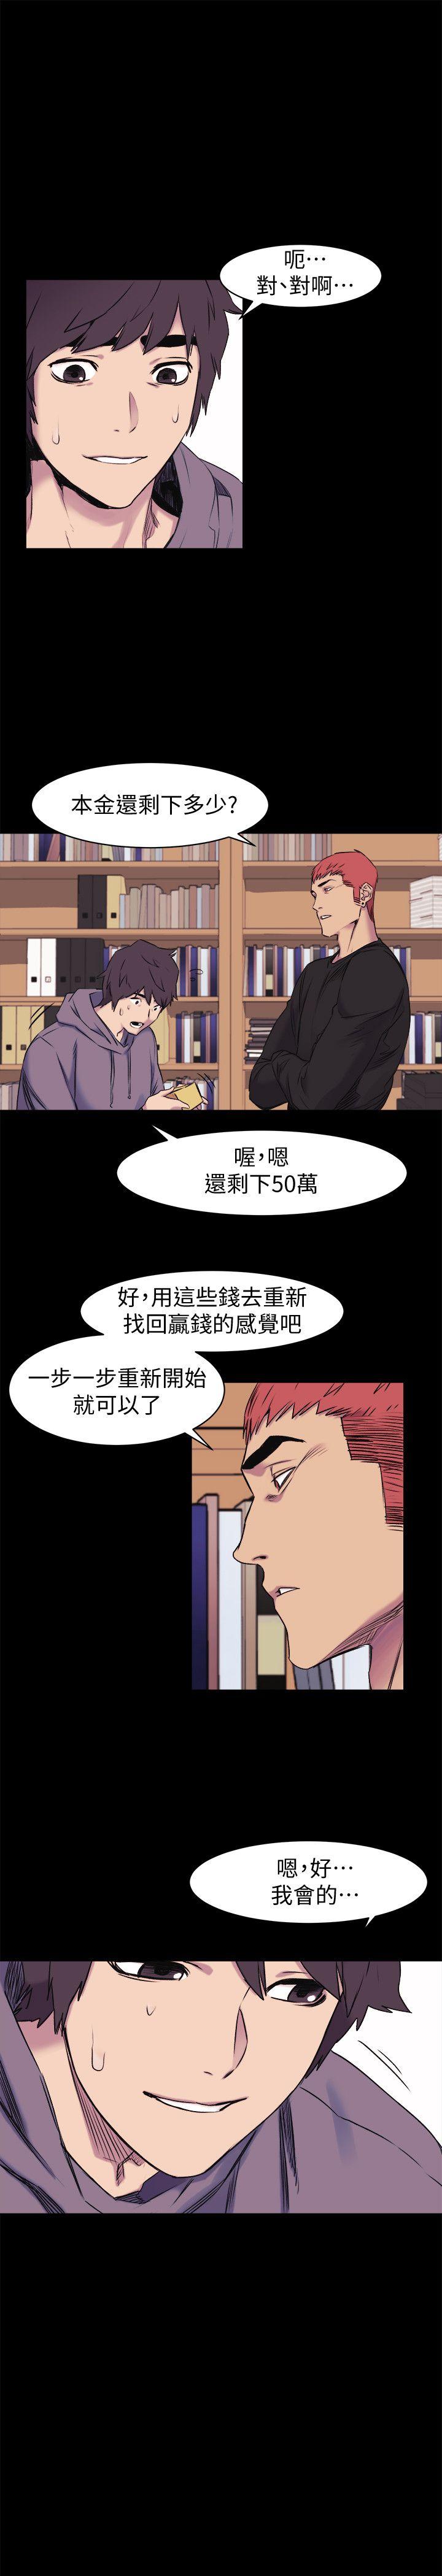 呃⋯
對、對啊⋯
本金還剩下多少?
喔,嗯
還剩下50萬
好,用這些錢去重新
找回贏錢的感覺吧
一步一步重新開始
就可以了
嗯,好⋯
我會的⋯